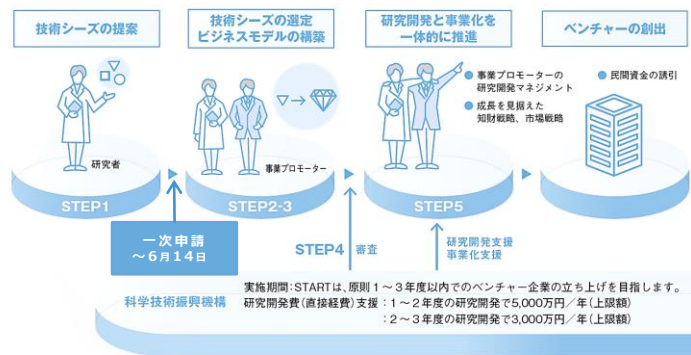 技術シーズの提案
技術シーズの選定
ビジネスモデルの構築
研究開発と事業化を
一体的に推進
ベンチャーの創出
研究者
事業プロモーター
● 事業プロモーターの
研究開発マネジメント
● 成長を見据えた
知財戦略、市場戦略
● 民間資金の誘引
STEP1
STEP2-3
STEP5
一次申請
～6月14日
STEP4
審査
研究開発支援
事業化支援
科学技術振興機構
実施期間:STARTは、原則1～3年度以内でのベンチャー企業の立ち上げを目指します。
研究開発費(直接経費)支援:1～2年度の研究開発で5,000万円/年(上限額)
:2～3年度の研究開発で3,000万円/年(上限額)